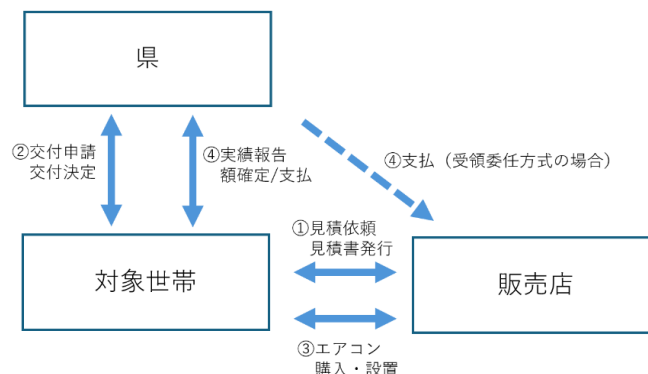 県
②交付申請
交付決定
④実績報告
額確定/支払
④支払（受領委任方式の場合）
①見積依頼
見積書発行
対象世帯
販売店
③エアコン
購入・設置